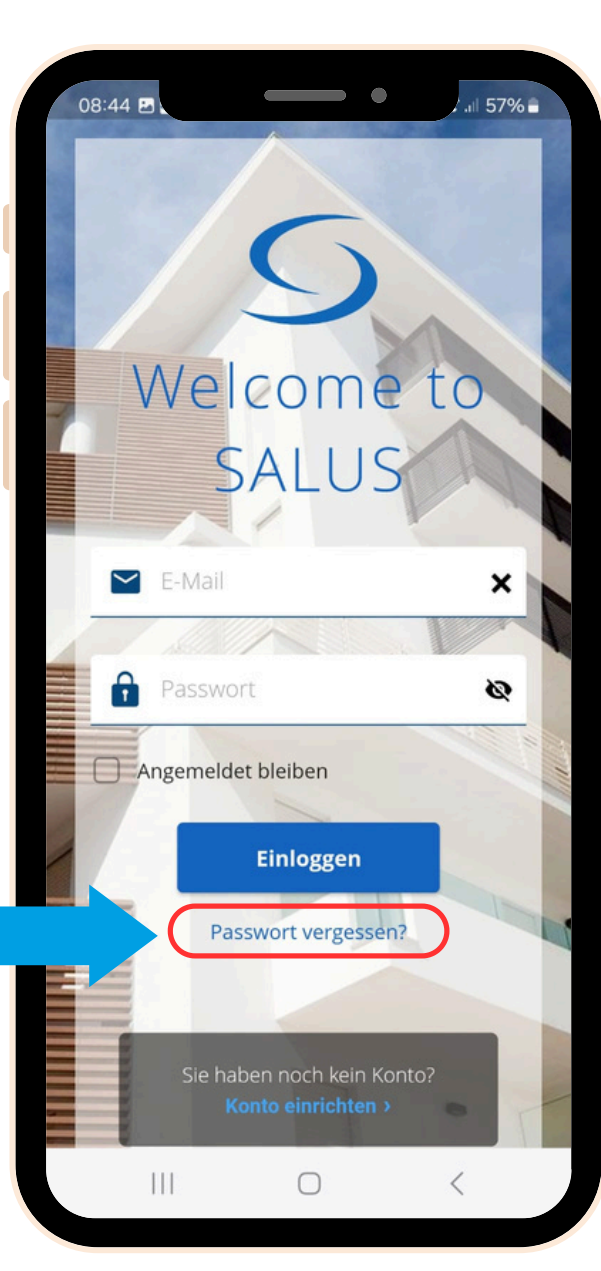 08:44
57%
Welcome to
SALUS
E-Mail
Passwort
Angemeldet bleiben
Einloggen
Passwort vergessen?
Sie haben noch kein Konto?
Konto einrichten ›